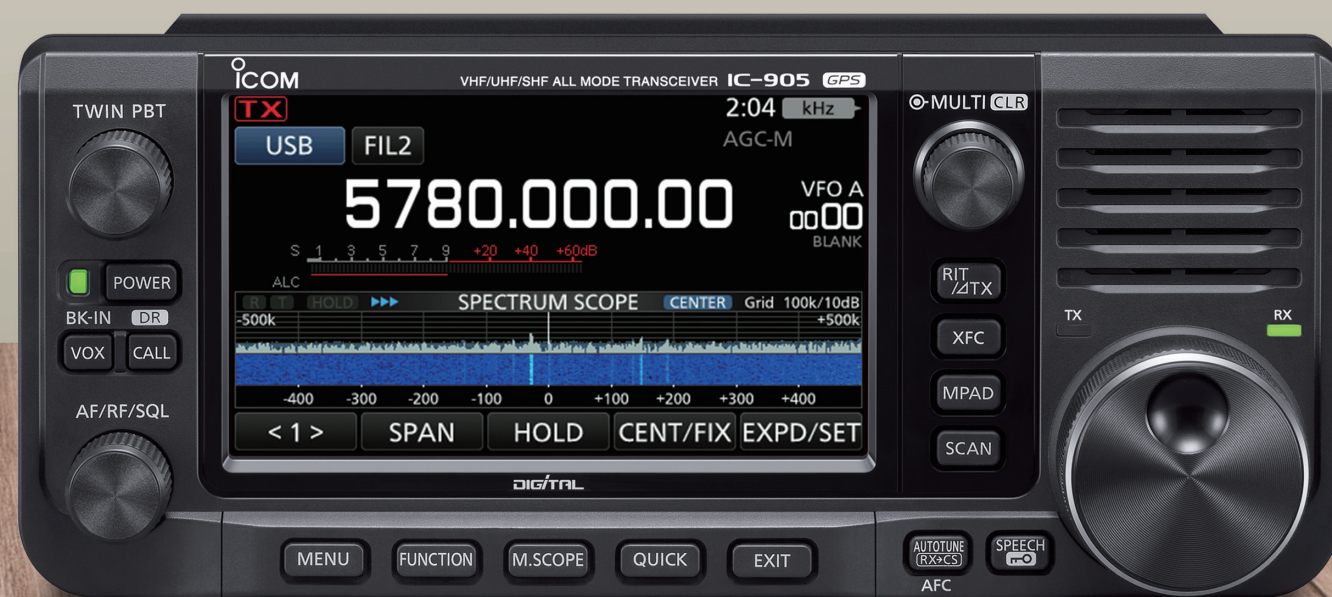 ICOM
VHF/UHF/SHF ALL MODE TRANSCEIVER IC-905 GPS
TWIN PBT
POWER
BK-IN DR
VOX CALL
AF/RF/SQL
TX 2:04 kHz
USB FIL2 AGC-M
5780.000.00 VFO A
00 00
BLANK
S 1 3 5 7 9 +20 +40 +60dB
ALC
R T HOLD SPECTRUM SCOPE CENTER Grid 100k/10dB
-500k +500k
-400 -300 -200 -100 0 +100 +200 +300 +400
< 1 > SPAN HOLD CENT/FIX EXPD/SET
DIGITAL
MULTI CLR
RIT
/⊿TX
XFC
MPAD
SCAN
TX RX
MENU FUNCTION M.SCOPE QUICK EXIT
AUTOTUNE
RX→CS
AFC
SPEECH